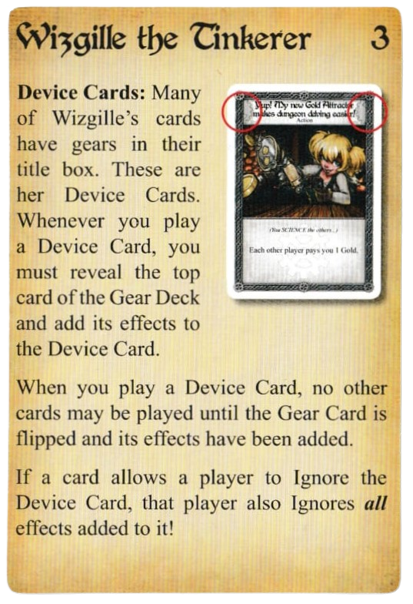 Wizgille the Tinkerer 3
Device Cards: Many
of Wizgille's cards
have gears in their
title box. These are
her Device Cards.
Whenever you play
a Device Card, you
must reveal the top
card of the Gear Deck
and add its effects to
the Device Card.
Yup! My new Gold Attractor
makes dungeon delving easier!
Action
(You SCIENCE the others...)
Each other player pays you 1 Gold.
When you play a Device Card, no other
cards may be played until the Gear Card is
flipped and its effects have been added.
If a card allows a player to Ignore the
Device Card, that player also Ignores all
effects added to it!